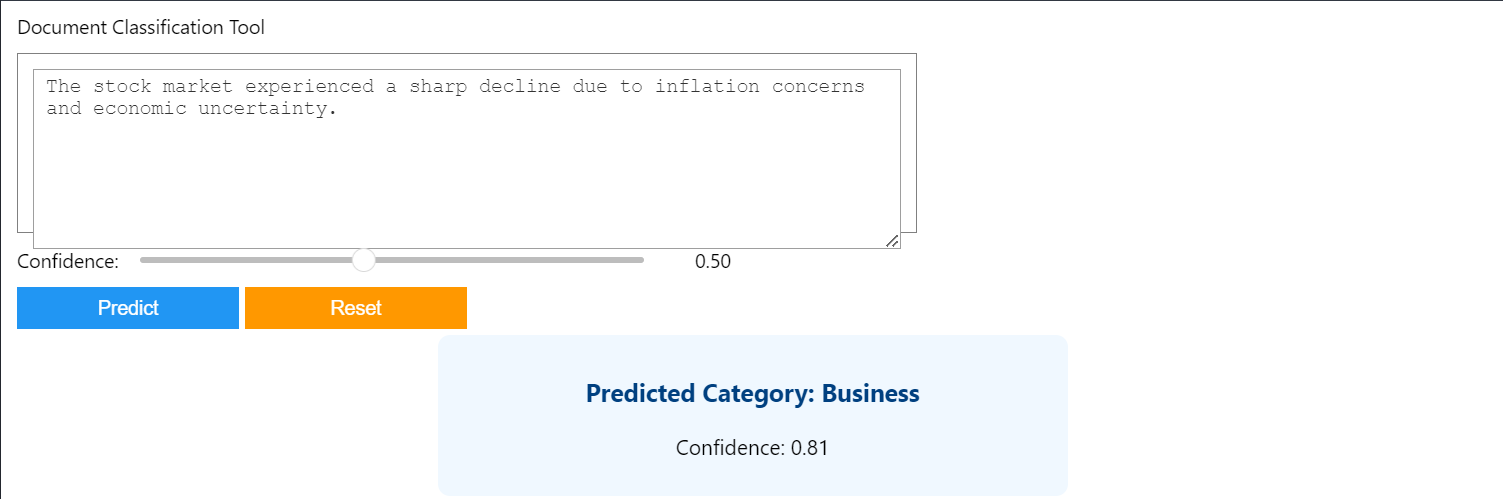 Document Classification Tool
The stock market experienced a sharp decline due to inflation concerns
and economic uncertainty.
Confidence: 0.50
Predict Reset
Predicted Category: Business
Confidence: 0.81